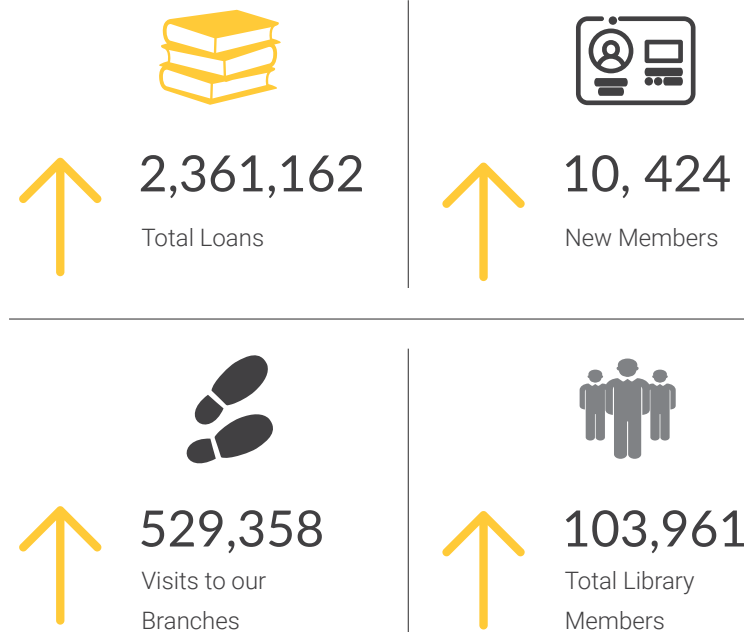 2,361,162
Total Loans
10, 424
New Members
529,358
Visits to our
Branches
103,961
Total Library
Members